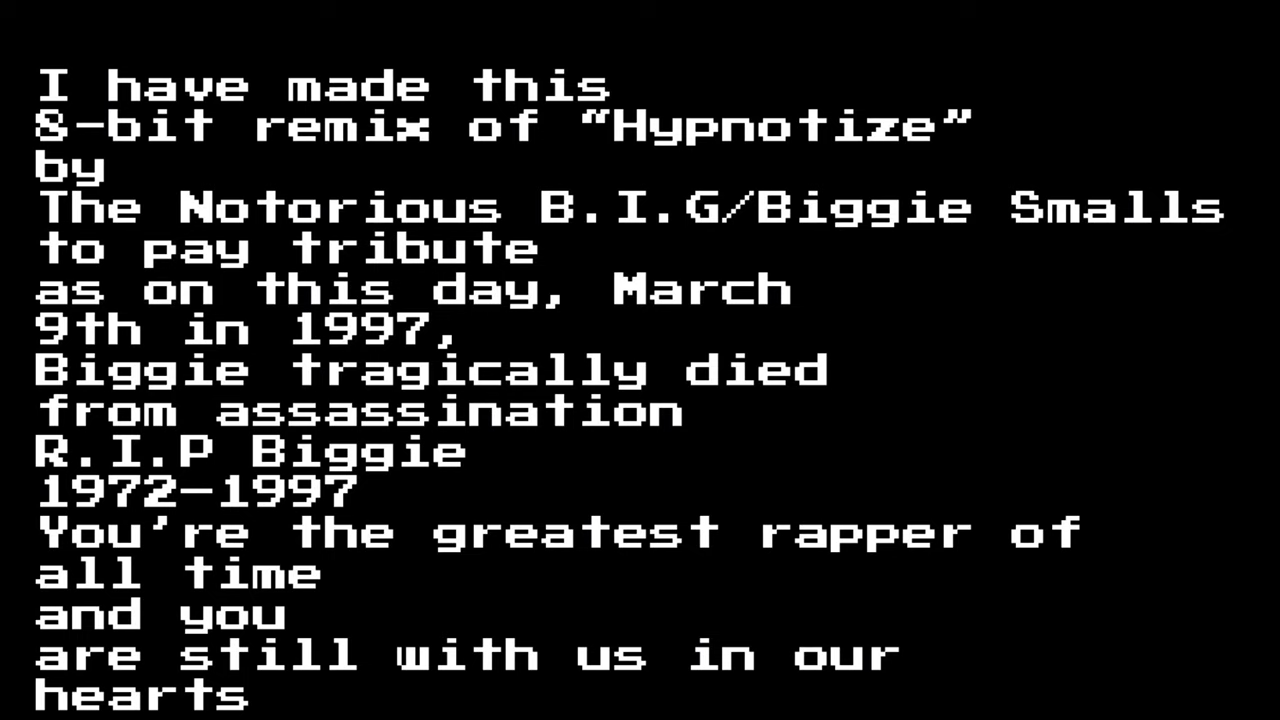 I have made this
8-bit remix of "Hypnotize"
by
The Notorious B.I.G/Biggie Smalls
to pay tribute
as on this day, March
9th in 1997,
Biggie tragically died
from assassination
R.I.P Biggie
1972-1997
You're the greatest rapper of
all time
and you
are still with us in our
hearts